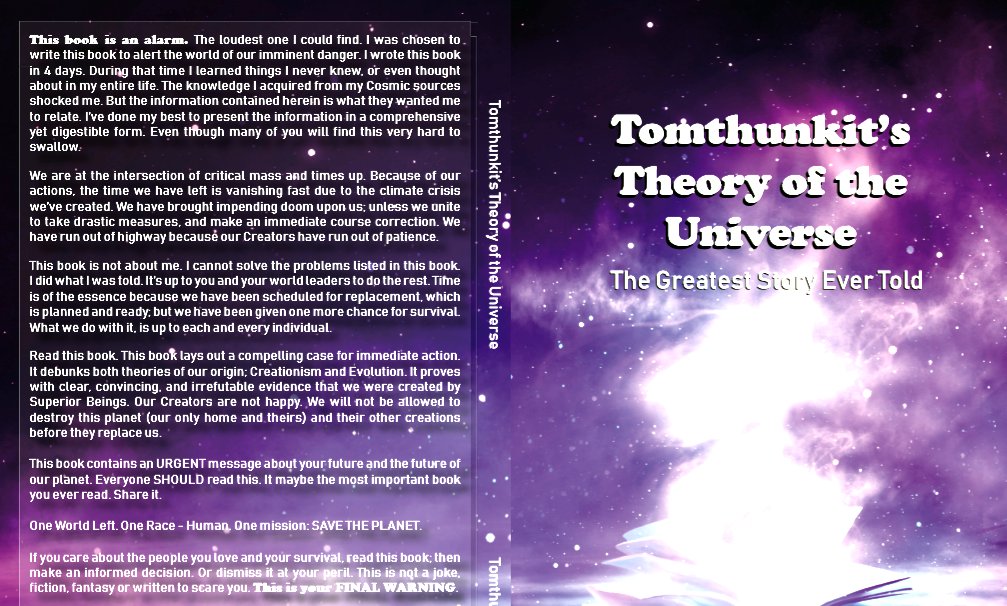 This book is an alarm. The loudest one I could find. I was chosen to
write this book to alert the world of our imminent danger. I wrote this book
in 4 days. During that time I learned things I never knew, or even thought
about in my entire life. The knowledge I acquired from my Cosmic sources
shocked me. But the information contained herein is what they wanted me
to relate. I've done my best to present the information in a comprehensive
yet digestible form. Even though many of you will find this very hard to
swallow.
We are at the intersection of critical mass and times up. Because of our
actions, the time we have left is vanishing fast due to the climate crisis
we've created. We have brought impending doom upon us; unless we unite
to take drastic measures, and make an immediate course correction. We
have run out of highway because our Creators have run out of patience.
This book is not about me. I cannot solve the problems listed in this book.
I did what I was told. It's up to you and your world leaders to do the rest. Time
is of the essence because we have been scheduled for replacement, which
is planned and ready; but we have been given one more chance for survival.
What we do with it, is up to each and every individual.
Read this book. This book lays out a compelling case for immediate action.
It debunks both theories of our origin; Creationism and Evolution. It proves
with clear, convincing, and irrefutable evidence that we were created by
Superior Beings. Our Creators are not happy. We will not be allowed to
destroy this planet (our only home and theirs) and their other creations
before they replace us.
This book contains an URGENT message about your future and the future of
our planet. Everyone SHOULD read this. It maybe the most important book
you ever read. Share it.
One World Left. One Race - Human. One mission: SAVE THE PLANET.
If you care about the people you love and your survival, read this book; then
make an informed decision. Or dismiss it at your peril. This is not a joke,
fiction, fantasy or written to scare you. This is your FINAL WARNING.
Tomthunkit's Theory of the Universe
Tomthu
Tomthunkit's
Theory of the
Universe
The Greatest Story Ever Told